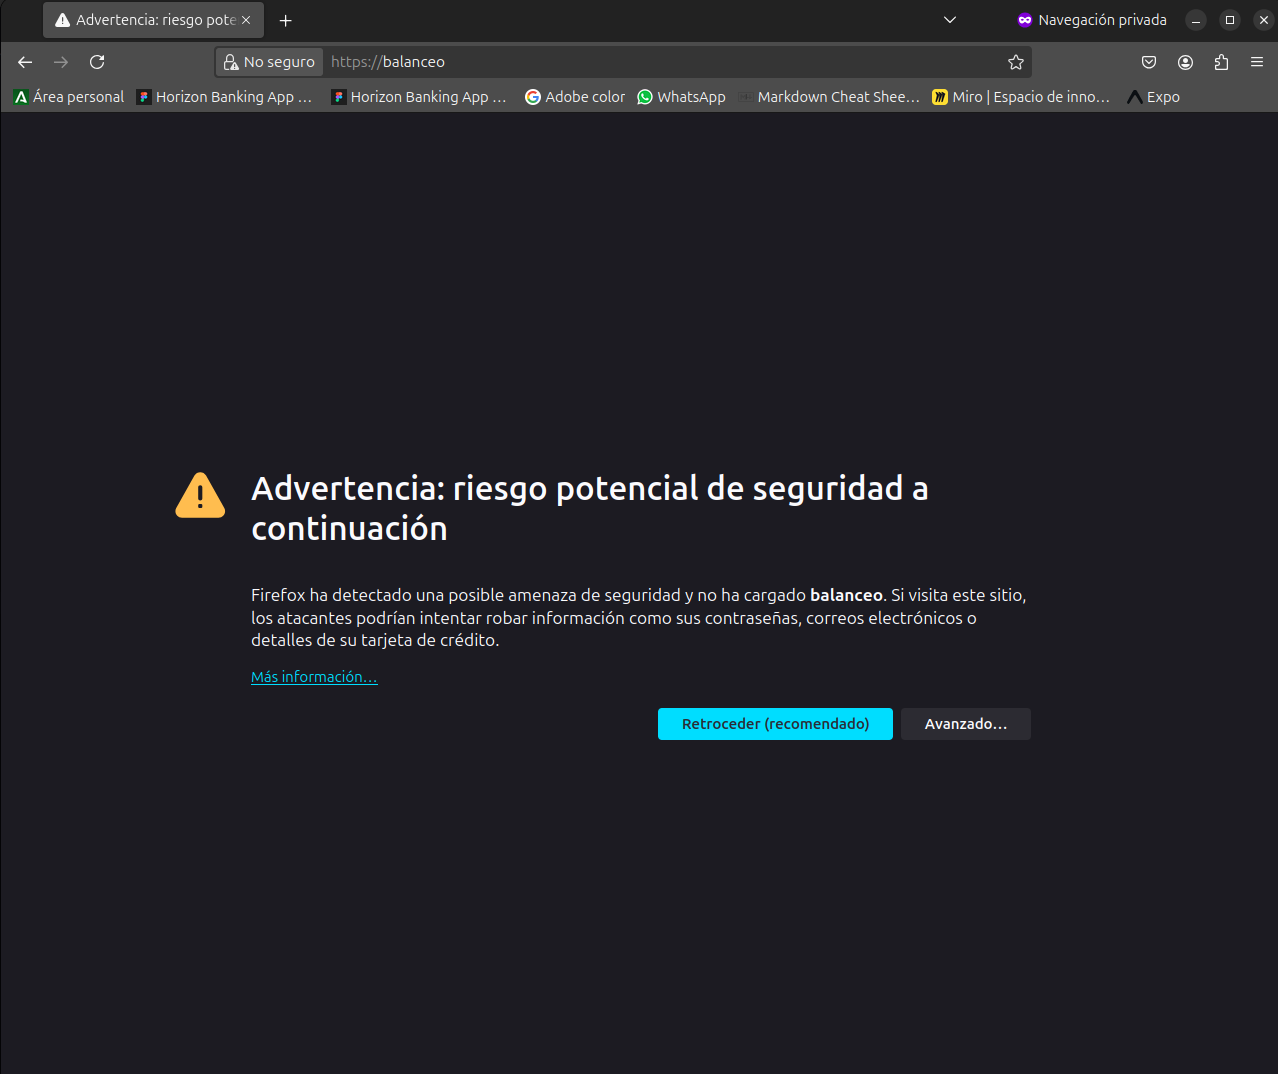 Advertencia: riesgo pote
Navegación privada
No seguro
https://balanceo
Área personal
Horizon Banking App ...
Horizon Banking App ...
Adobe color
WhatsApp
Markdown Cheat Shee...
Miro | Espacio de inno...
Expo
Advertencia: riesgo potencial de seguridad a
continuación
Firefox ha detectado una posible amenaza de seguridad y no ha cargado balanceo. Si visita este sitio,
los atacantes podrían intentar robar información como sus contraseñas, correos electrónicos o
detalles de su tarjeta de crédito.
Más información...
Retroceder (recomendado)
Avanzado...